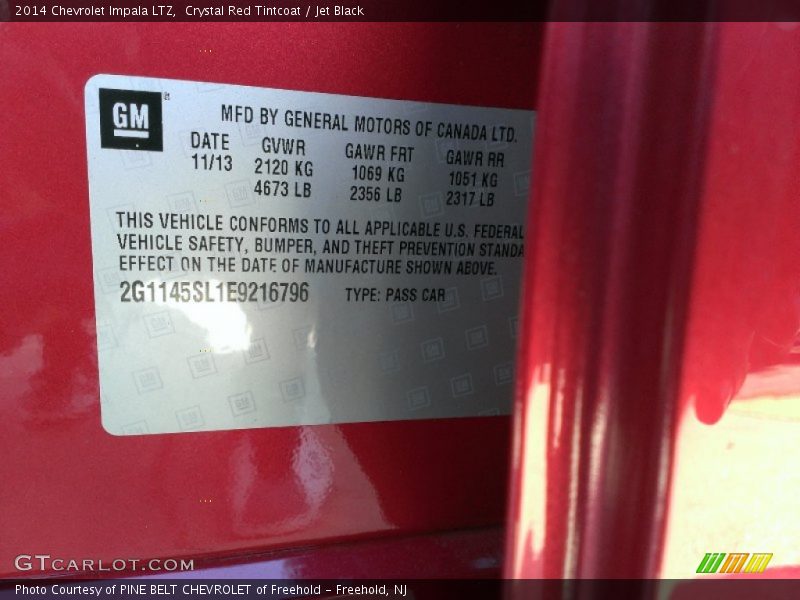 2014 Chevrolet Impala LTZ,  Crystal Red Tintcoat / Jet Black
GM
MFD BY GENERAL MOTORS OF CANADA LTD.
DATE GVWR GAWR FRT GAWR RR
11/13 2120 KG 1069 KG 1051 KG
4673 LB 2356 LB 2317 LB
THIS VEHICLE CONFORMS TO ALL APPLICABLE U.S. FEDERAL
VEHICLE SAFETY, BUMPER, AND THEFT PREVENTION STANDA
EFFECT ON THE DATE OF MANUFACTURE SHOWN ABOVE.
2G1145SL1E9216796 TYPE: PASS CAR
GTCARLOT.COM
Photo Courtesy of PINE BELT CHEVROLET of Freehold - Freehold, NJ